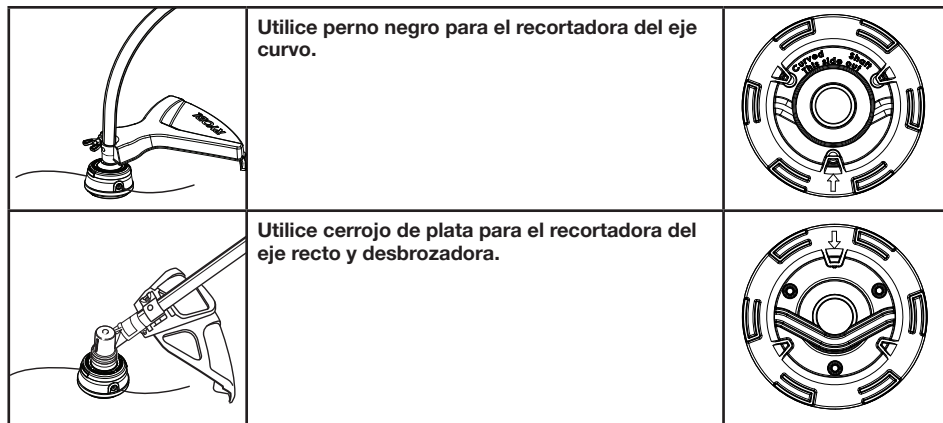 Utilice perno negro para el recortadora del eje
curvo.
Curved Shaft
This side out
Utilice cerrojo de plata para el recortadora del
eje recto y desbrozadora.